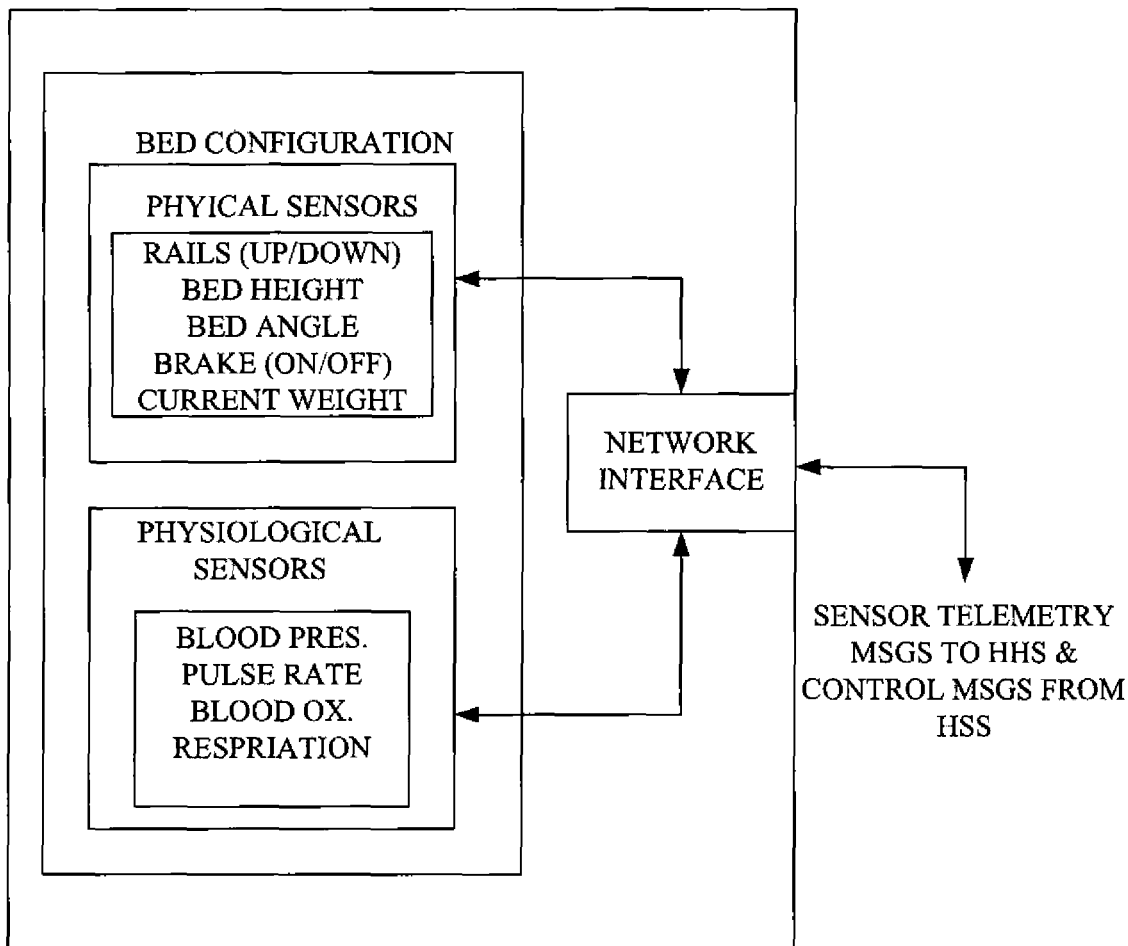 BED CONFIGURATION
PHYICAL SENSORS
RAILS (UP/DOWN)
BED HEIGHT
BED ANGLE
BRAKE (ON/OFF)
CURRENT WEIGHT
NETWORK
INTERFACE
PHYSIOLOGICAL
SENSORS
BLOOD PRES.
PULSE RATE
BLOOD OX.
RESPRIATION
SENSOR TELEMETRY
MSGS TO HHS &
CONTROL MSGS FROM
HSS